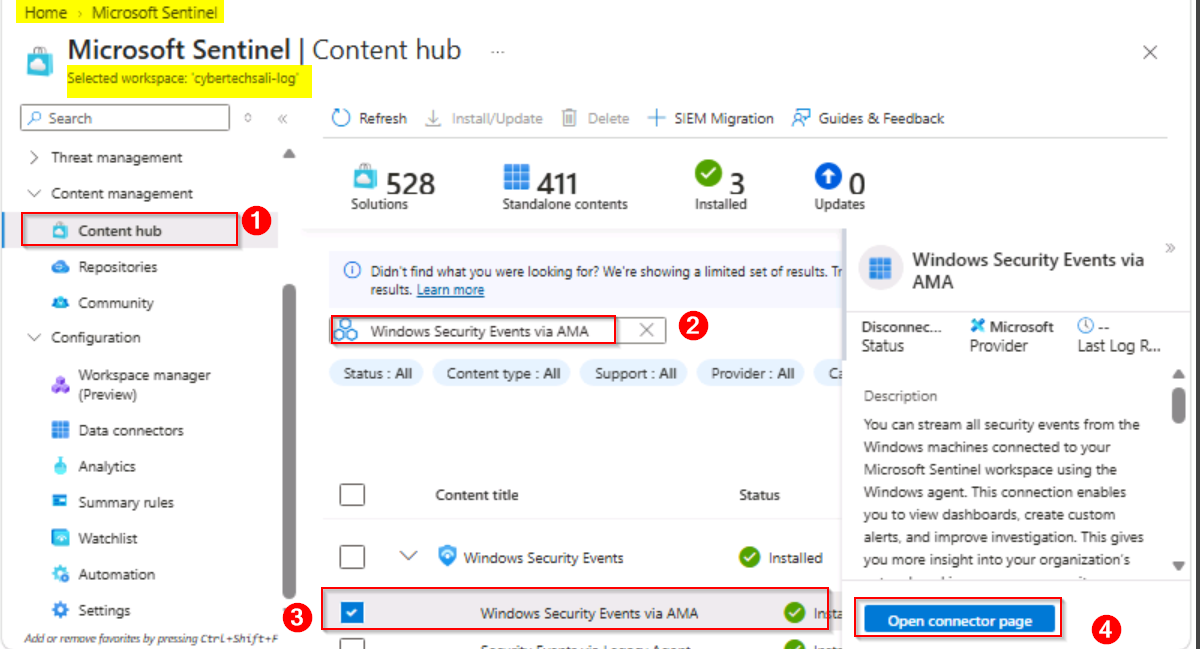 Home > Microsoft Sentinel
Microsoft Sentinel | Content hub ...
Selected workspace: 'cybertechsali-log'
Search
Threat management
Content management
Content hub
1
Repositories
Community
Configuration
Workspace manager
(Preview)
Data connectors
Analytics
Summary rules
Watchlist
Automation
Settings
Add or remove favorites by pressing Ctrl+Shift+F
Refresh Install/Update Delete SIEM Migration Guides & Feedback
528
Solutions
411
Standalone contents
3
Installed
0
Updates
Didn't find what you were looking for? We're showing a limited set of results. Tr
results. Learn more
Windows Security Events via AMA
2
Status : All Content type : All Support : All Provider : All Ca
Content title Status
Windows Security Events Installed
3
Windows Security Events via AMA Insta
Security Events via Legacy Agent Insta
Windows Security Events via
AMA
Disconnec... Microsoft --
Status Provider Last Log R...
Description
You can stream all security events from the
Windows machines connected to your
Microsoft Sentinel workspace using the
Windows agent. This connection enables
you to view dashboards, create custom
alerts, and improve investigation. This gives
you more insight into your organization's
Open connector page
4